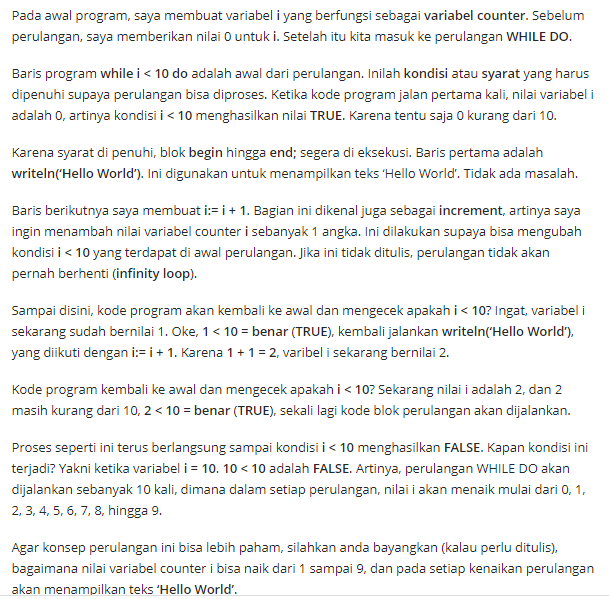 Pada awal program, saya membuat variabel i yang berfungsi sebagai variabel counter. Sebelum
perulangan, saya memberikan nilai 0 untuk i. Setelah itu kita masuk ke perulangan WHILE DO.
Baris program while i < 10 do adalah awal dari perulangan. Inilah kondisi atau syarat yang harus
dipenuhi supaya perulangan bisa diproses. Ketika kode program jalan pertama kali, nilai variabel i
adalah 0, artinya kondisi i < 10 menghasilkan nilai TRUE. Karena tentu saja 0 kurang dari 10.
Karena syarat di penuhi, blok begin hingga end; segera di eksekusi. Baris pertama adalah
writeln(‘Hello World’). Ini digunakan untuk menampilkan teks ‘Hello World’. Tidak ada masalah.
Baris berikutnya saya membuat i:= i + 1. Bagian ini dikenal juga sebagai increment, artinya saya
ingin menambah nilai variabel counter i sebanyak 1 angka. Ini dilakukan supaya bisa mengubah
kondisi i < 10 yang terdapat di awal perulangan. Jika ini tidak ditulis, perulangan tidak akan
pernah berhenti (infinity loop).
Sampai disini, kode program akan kembali ke awal dan mengecek apakah i < 10? Ingat, variabel i
sekarang sudah bernilai 1. Oke, 1 < 10 = benar (TRUE), kembali jalankan writeln(‘Hello World’),
yang diikuti dengan i:= i + 1. Karena 1 + 1 = 2, varibel i sekarang bernilai 2.
Kode program kembali ke awal dan mengecek apakah i < 10? Sekarang nilai i adalah 2, dan 2
masih kurang dari 10, 2 < 10 = benar (TRUE), sekali lagi kode blok perulangan akan dijalankan.
Proses seperti ini terus berlangsung sampai kondisi i < 10 menghasilkan FALSE. Kapan kondisi ini
terjadi? Yakni ketika variabel i = 10. 10 < 10 adalah FALSE. Artinya, perulangan WHILE DO akan
dijalankan sebanyak 10 kali, dimana dalam setiap perulangan, nilai i akan menaik mulai dari 0, 1,
2, 3, 4, 5, 6, 7, 8, hingga 9.
Agar konsep perulangan ini bisa lebih paham, silahkan anda bayangkan (kalau perlu ditulis),
bagaimana nilai variabel counter i bisa naik dari 1 sampai 9, dan pada setiap kenaikan perulangan
akan menampilkan teks ‘Hello World’.